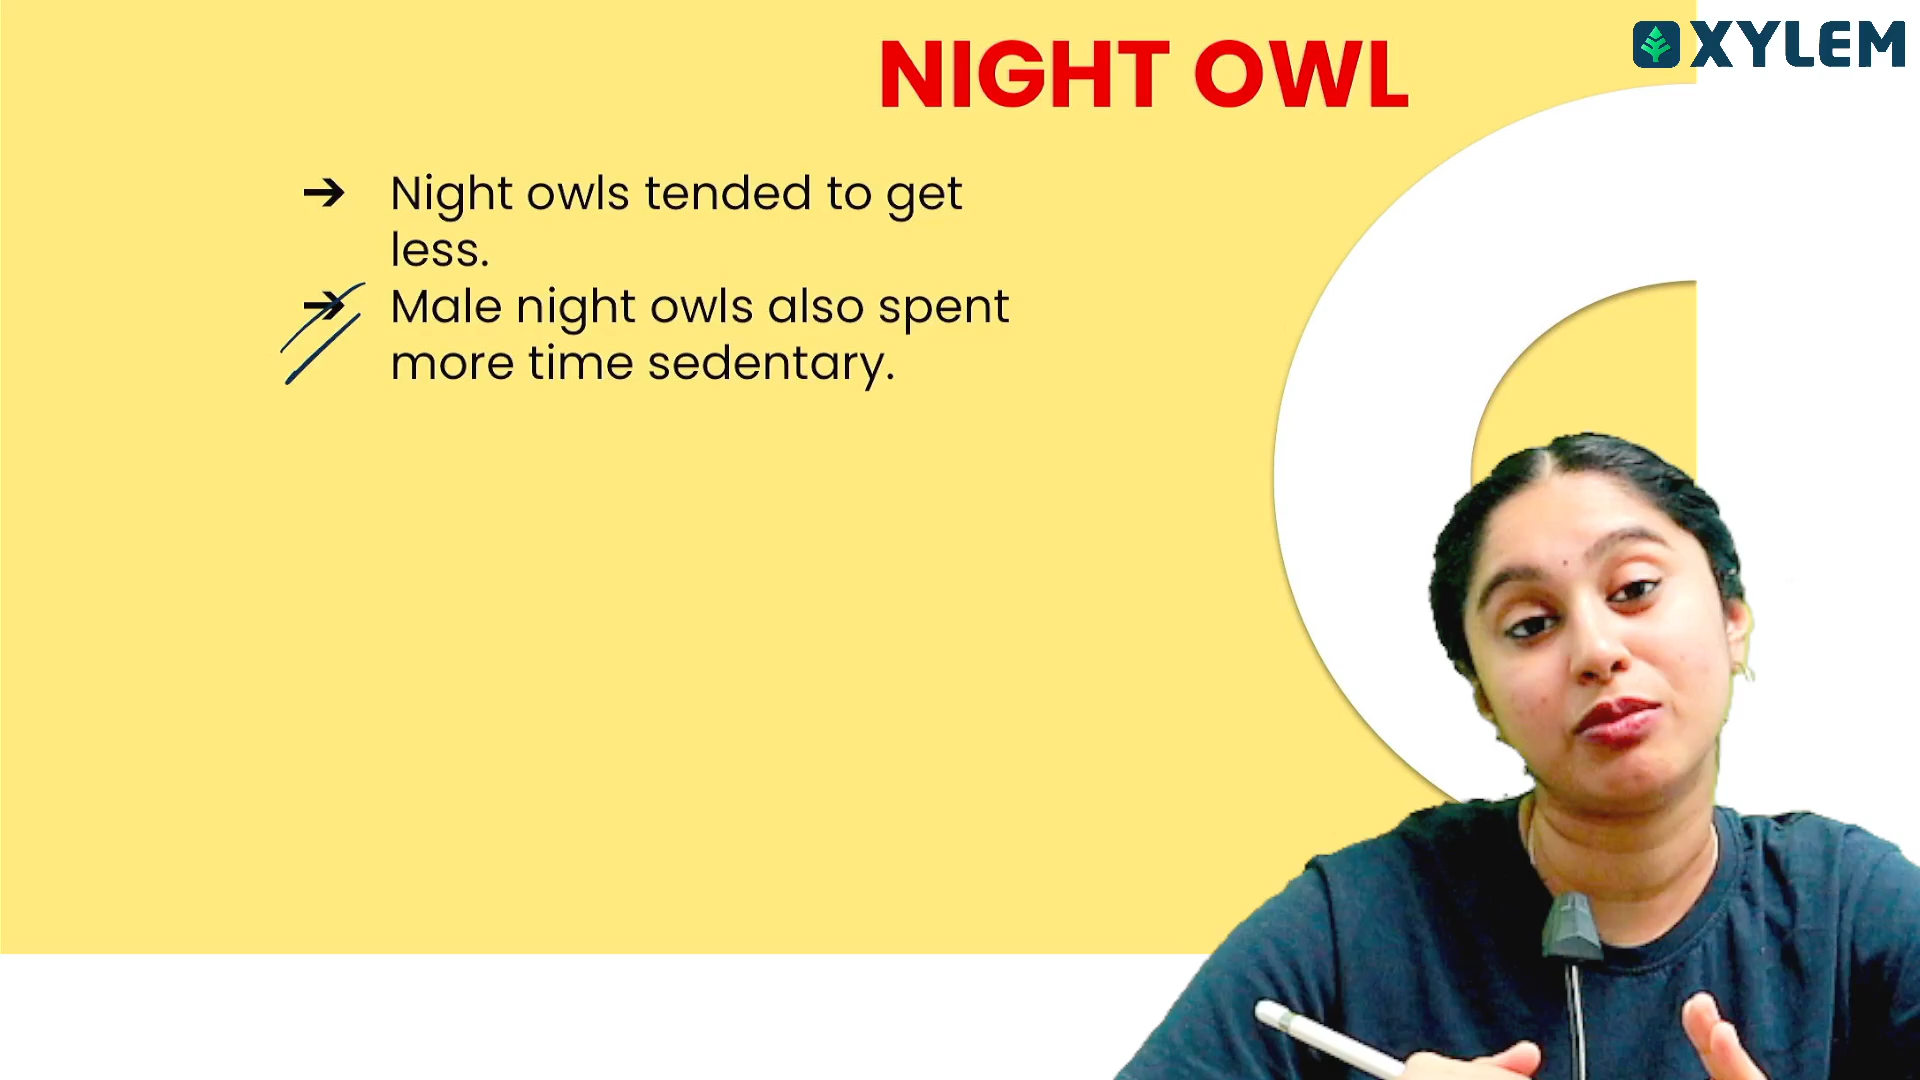 NIGHT OWL
XYLEM
➔ Night owls tended to get
less.
➔ Male night owls also spent
more time sedentary.